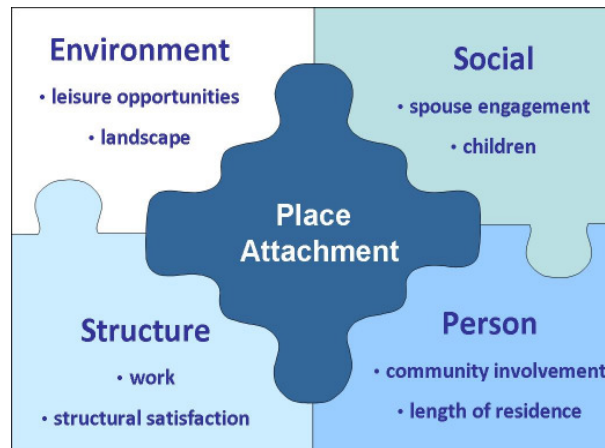 Environment
• leisure opportunities
• landscape
Social
• spouse engagement
• children
Place
Attachment
Structure
• work
• structural satisfaction
Person
• community involvement
• length of residence